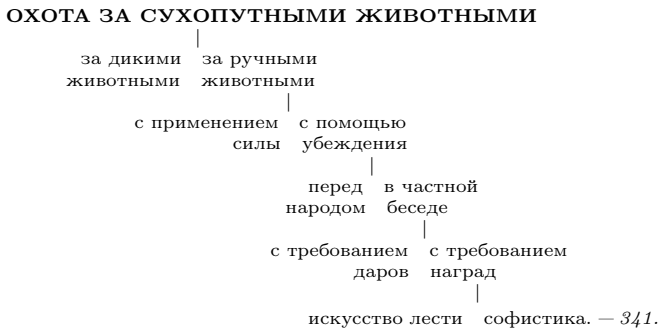 ОХОТА ЗА СУХОПУТНЫМИ ЖИВОТНЫМИ
за дикими за ручными
животными животными
с применением с помощью
силы убеждения
перед в частной
народом беседе
с требованием с требованием
даров наград
искусство лести софистика. — 341.